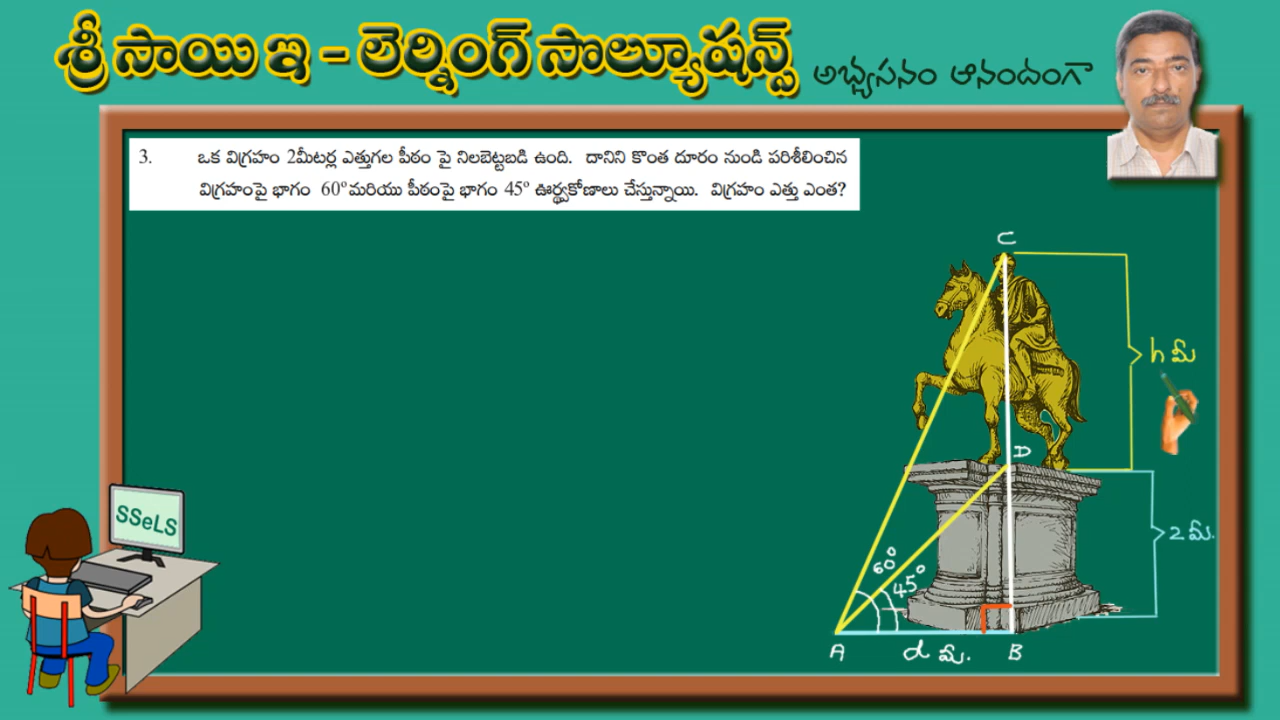 శ్రీ సాయి ఇ - లెర్నింగ్ సొల్యూషన్స్
అభ్యసనం ఆనందంగా
3. ఒక విగ్రహం 2మీటర్ల ఎత్తుగల పీఠం పై నిలబెట్టబడి ఉంది. దానిని కొంత దూరం నుండి పరిశీలించిన
విగ్రహంపై భాగం 60° మరియు పీఠంపై భాగం 45° ఊర్థ్వకోణాలు చేస్తున్నాయి. విగ్రహం ఎత్తు ఎంత?
C
h మీ
D
SSeLS
2 మీ.
60°
45°
A d మీ. B